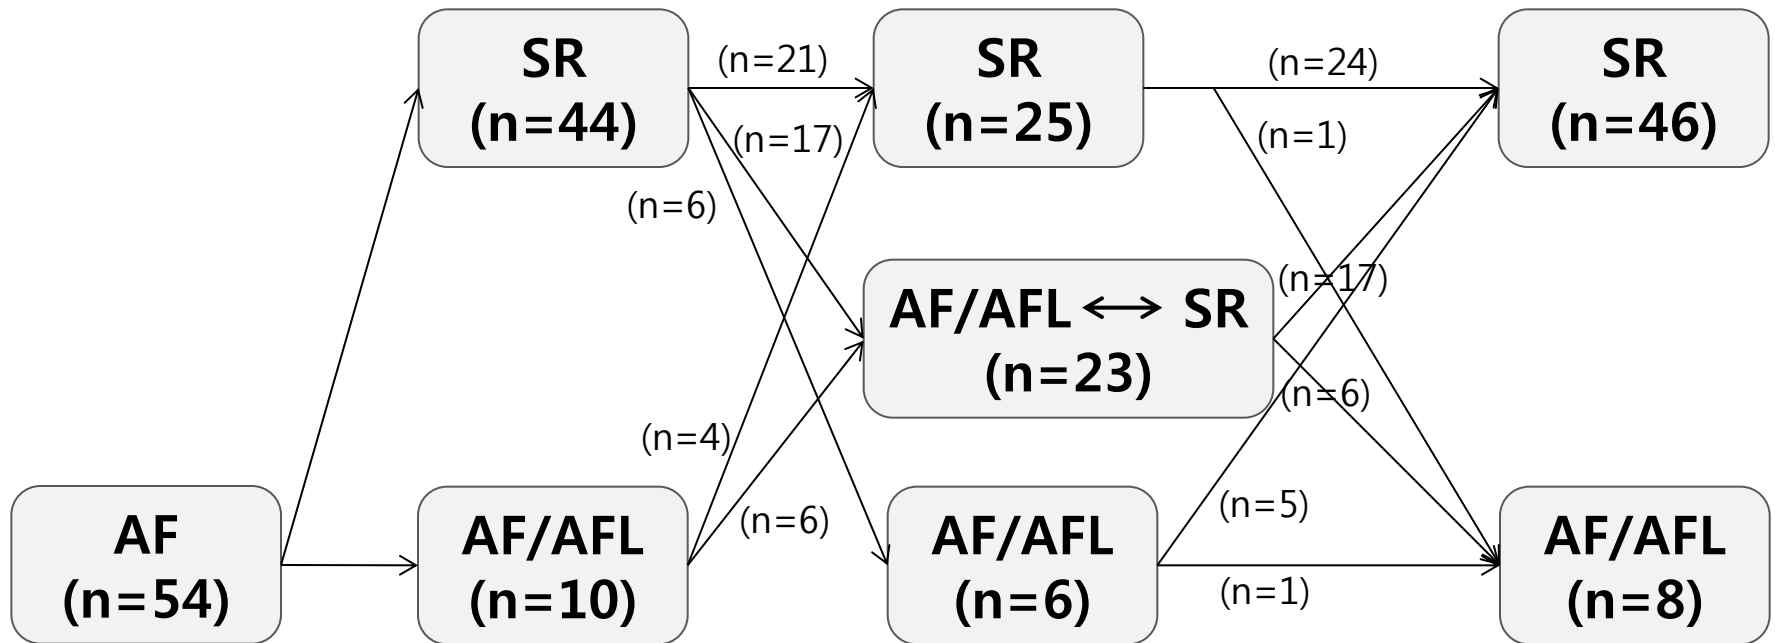 SR
(n=44)
(n=21)
(n=17)
(n=6)
SR
(n=25)
(n=24)
(n=1)
SR
(n=46)
AF/AFL ↔ SR
(n=23)
(n=17)
(n=6)
AF
(n=54)
AF/AFL
(n=10)
(n=4)
(n=6)
AF/AFL
(n=6)
(n=5)
(n=1)
AF/AFL
(n=8)